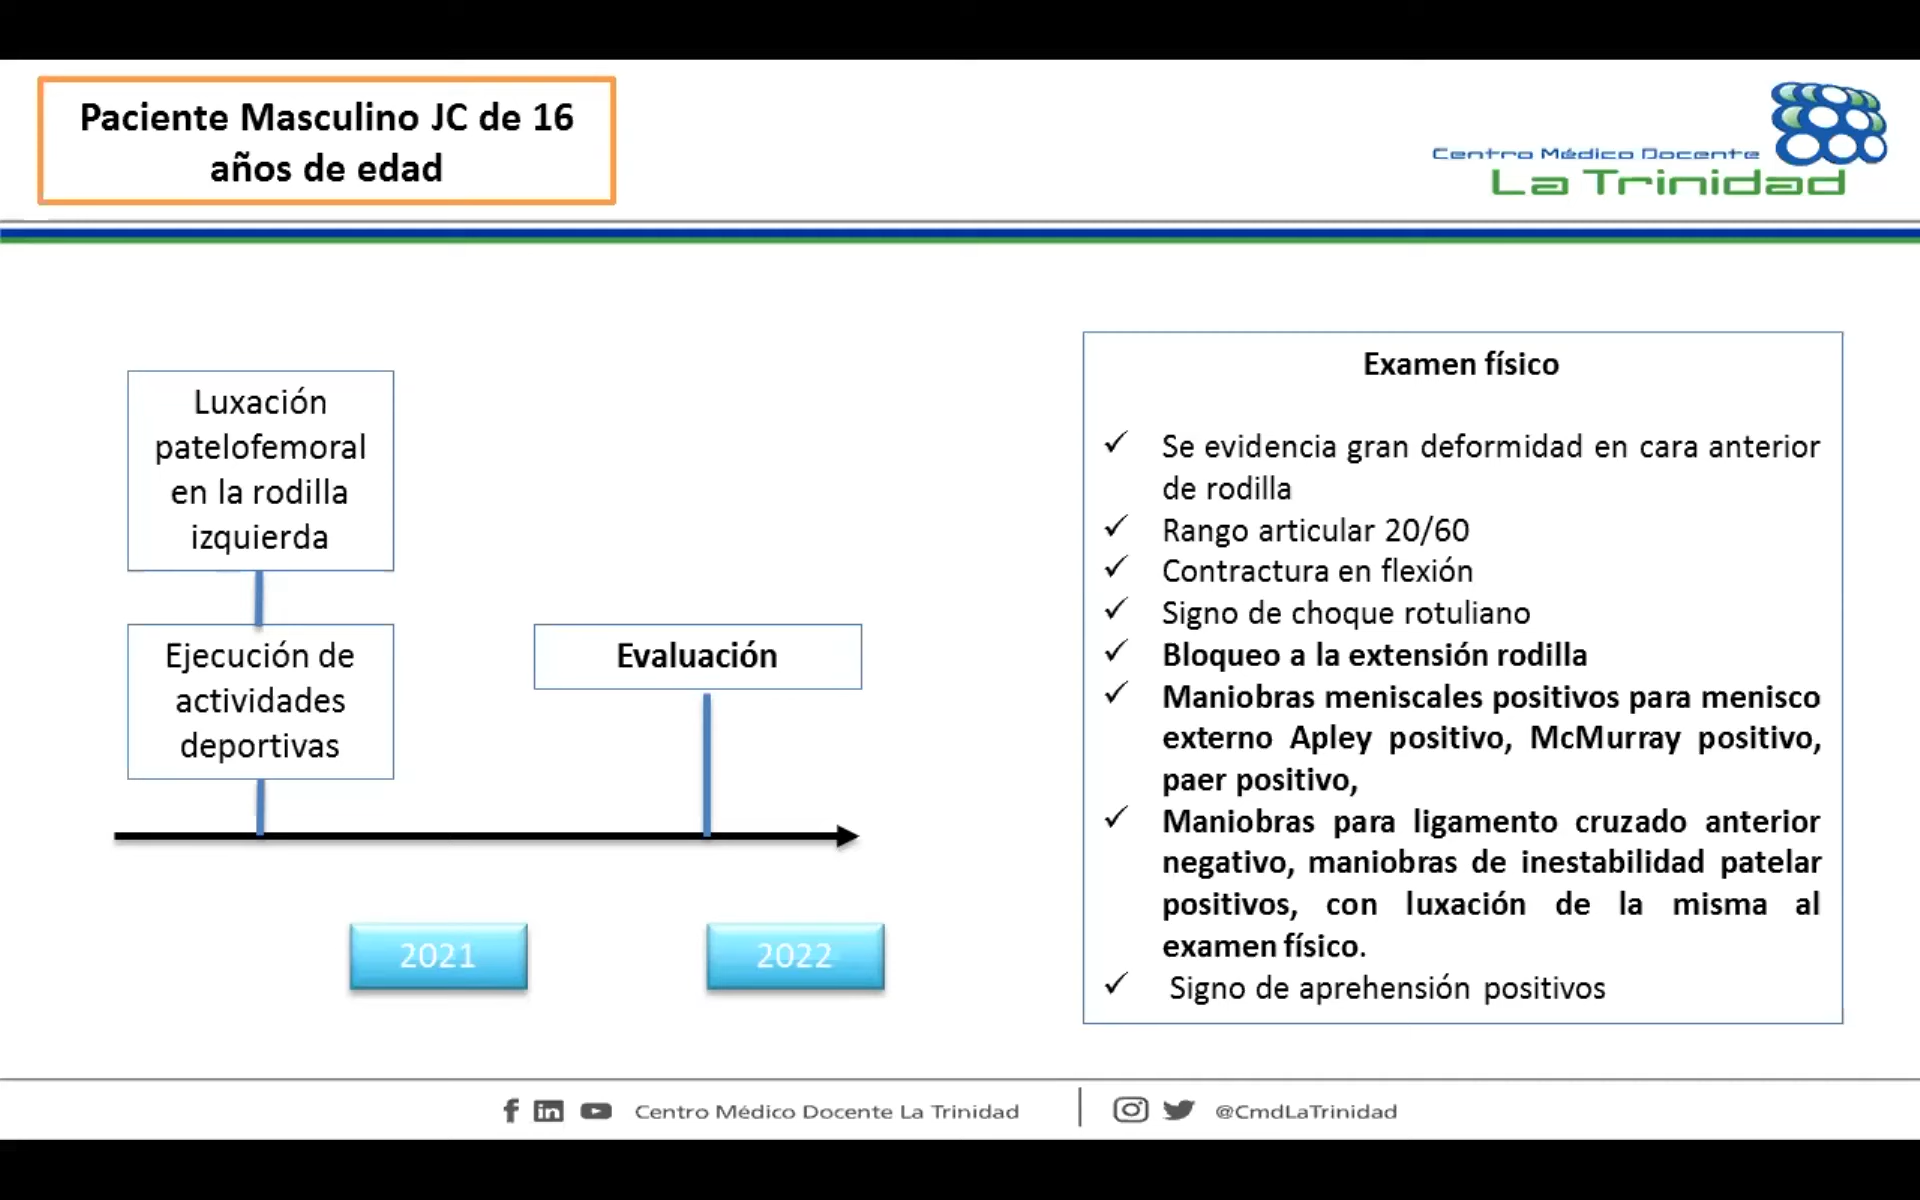 Paciente Masculino JC de 16
años de edad
Centro Médico Docente
La Trinidad
Luxación
patelofemoral
en la rodilla
izquierda
Ejecución de
actividades
deportivas
Evaluación
2021
2022
Examen físico
✓ Se evidencia gran deformidad en cara anterior
de rodilla
✓ Rango articular 20/60
✓ Contractura en flexión
✓ Signo de choque rotuliano
✓ Bloqueo a la extensión rodilla
✓ Maniobras meniscales positivos para menisco
externo Apley positivo, McMurray positivo,
paer positivo,
✓ Maniobras para ligamento cruzado anterior
negativo, maniobras de inestabilidad patelar
positivos, con luxación de la misma al
examen físico.
✓ Signo de aprehensión positivos
Centro Médico Docente La Trinidad
@CmdLaTrinidad